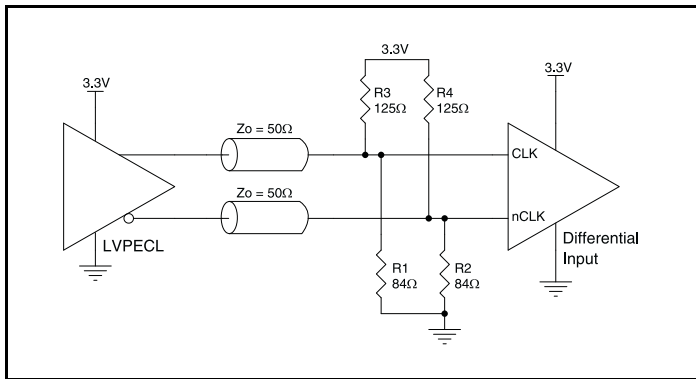 3.3V
3.3V
R3
125Ω
R4
125Ω
3.3V
Zo = 50Ω
CLK
Zo = 50Ω
nCLK
LVPECL
R1
84Ω
R2
84Ω
Differential
Input